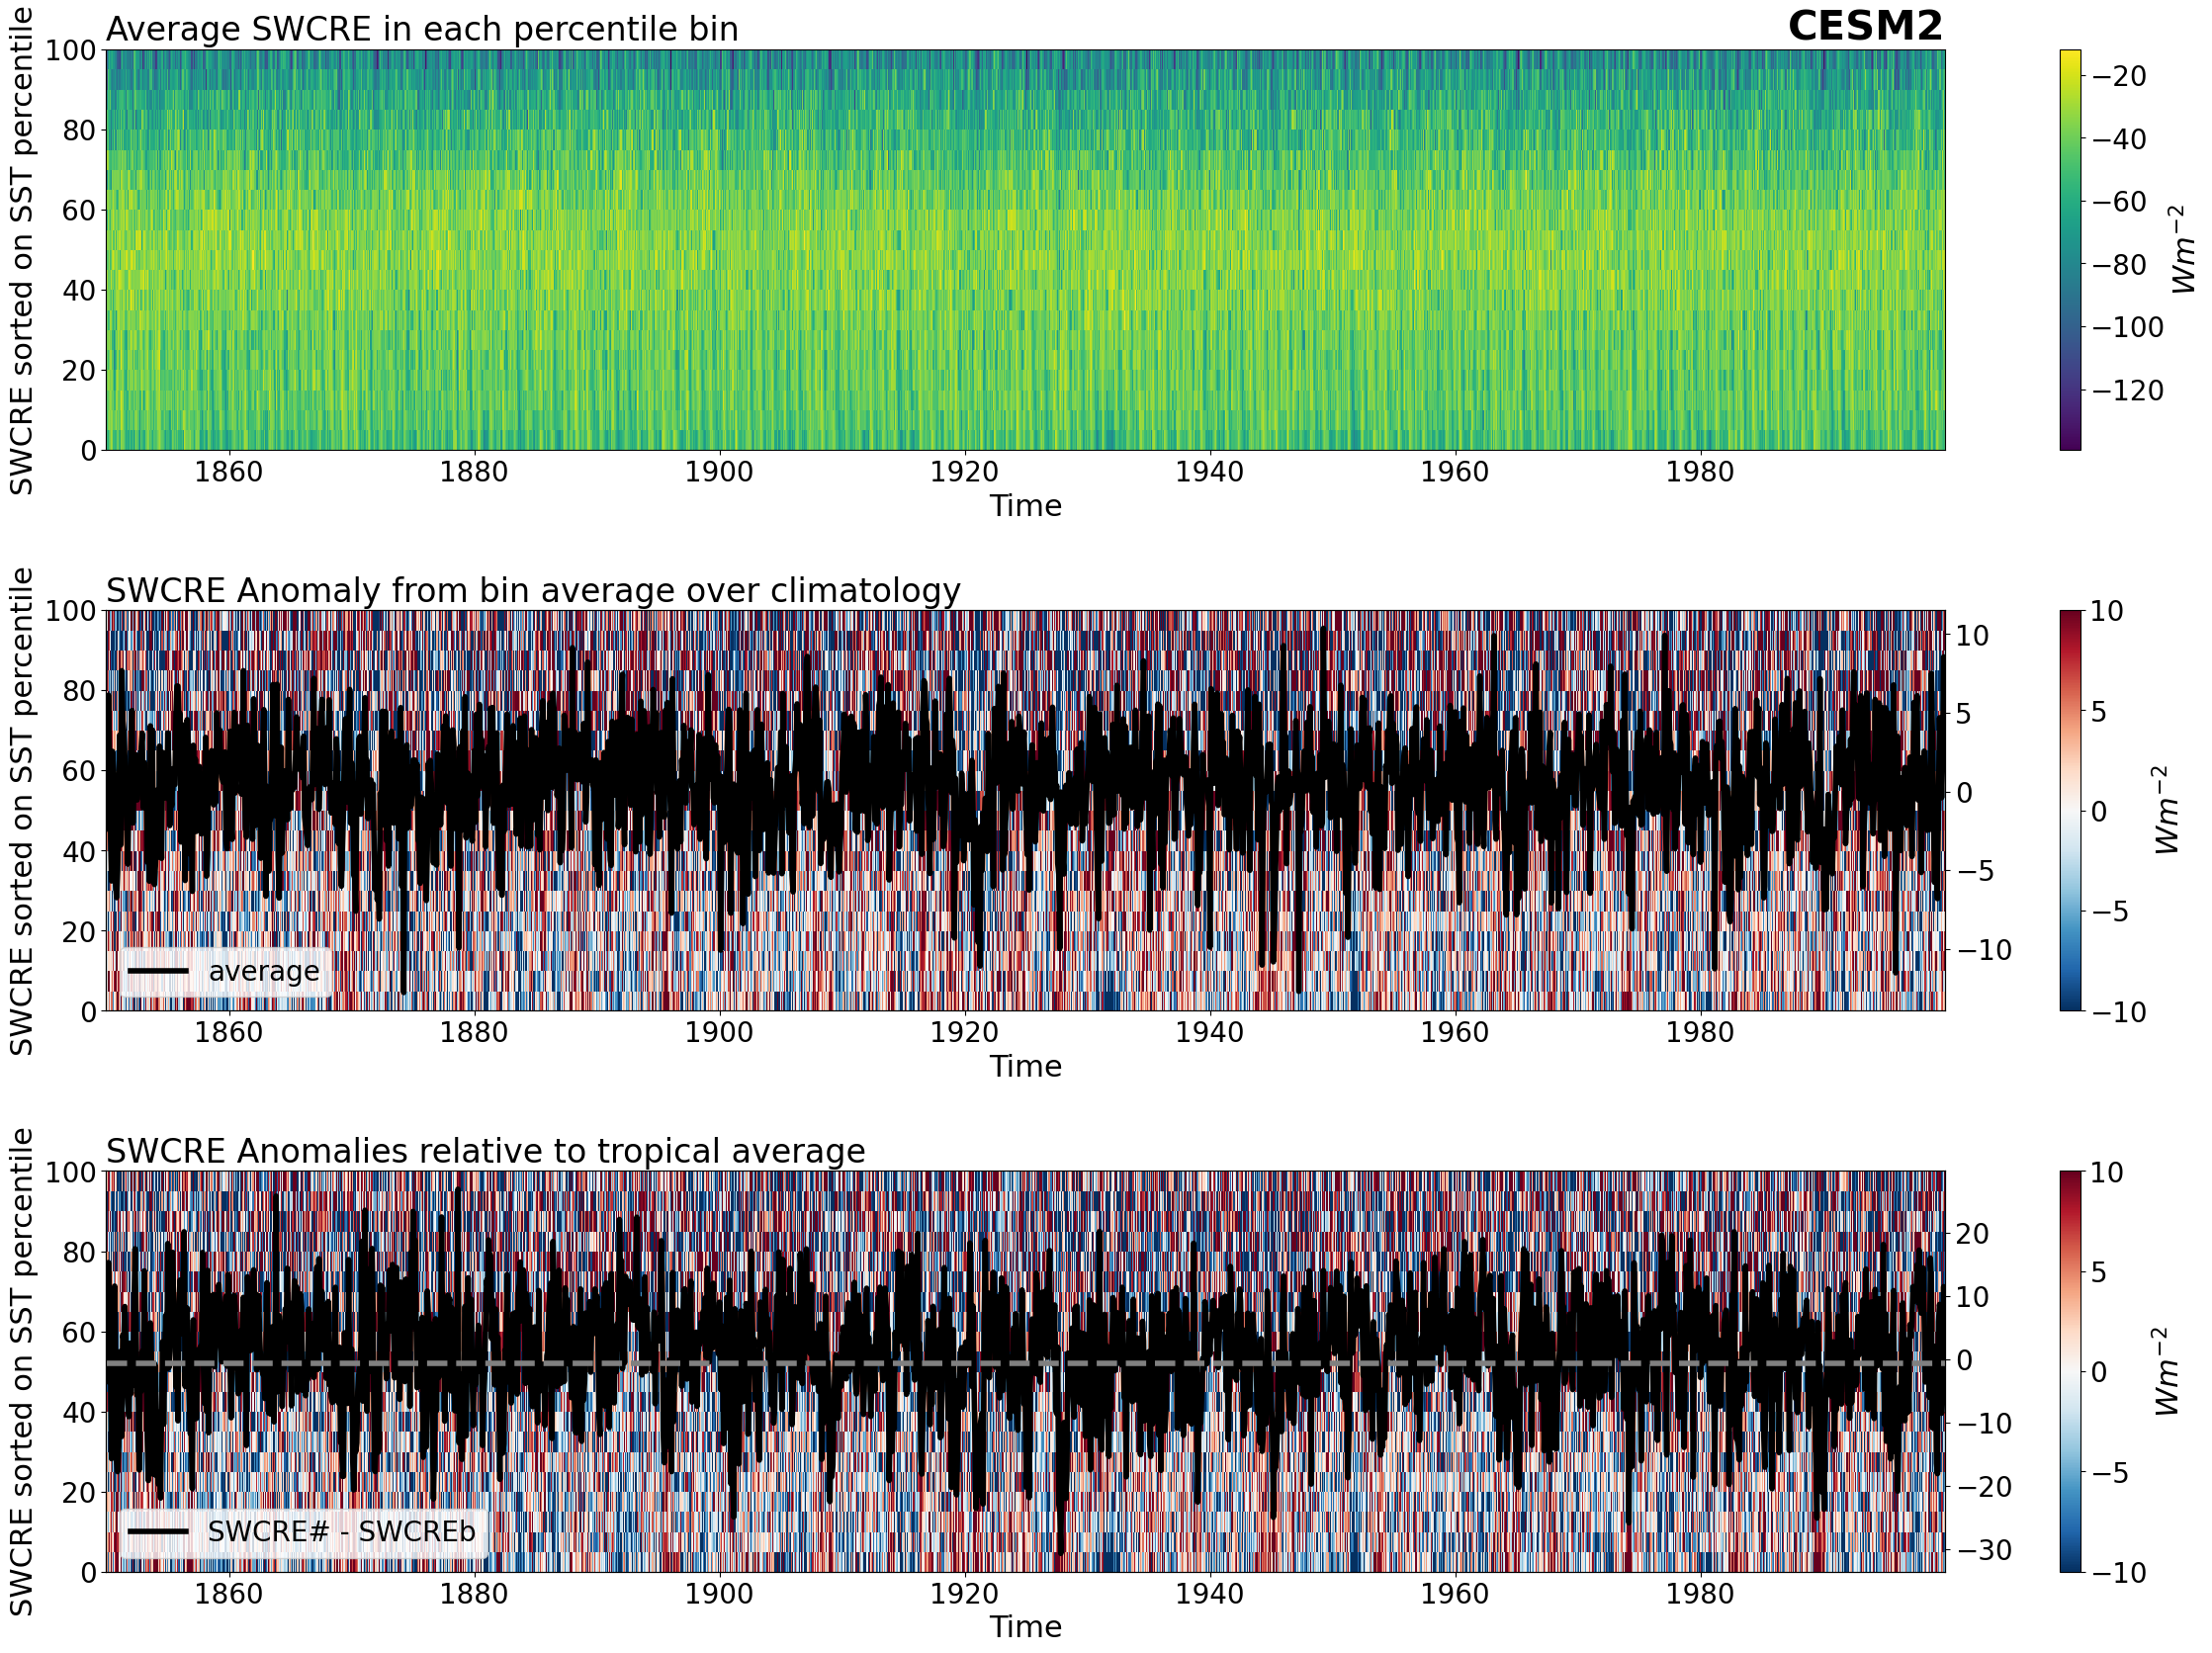 Average SWCRE in each percentile bin
CESM2
SWCRE sorted on SST percentile
100
80
60
40
20
0
1860 1880 1900 1920 1940 1960 1980
Time
−20
−40
−60
−80
−100
−120
Wm−2
SWCRE Anomaly from bin average over climatology
SWCRE sorted on SST percentile
100
80
60
40
20
0
average
10
5
0
−5
−10
1860 1880 1900 1920 1940 1960 1980
Time
10
5
0
−5
−10
Wm−2
SWCRE Anomalies relative to tropical average
SWCRE sorted on SST percentile
100
80
60
40
20
0
SWCRE# - SWCREb
20
10
0
−10
−20
−30
1860 1880 1900 1920 1940 1960 1980
Time
10
5
0
−5
−10
Wm−2